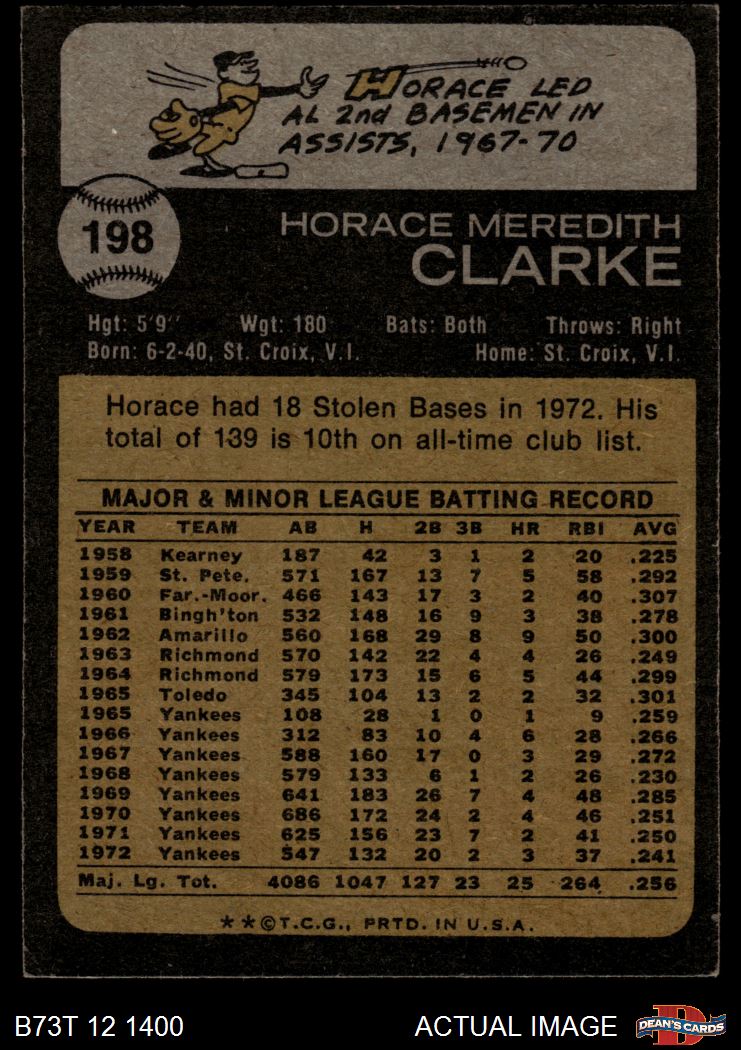 HORACE LED
AL 2nd BASEMEN IN
ASSISTS, 1967-70
198
HORACE MEREDITH
CLARKE
Hgt: 5'9" Wgt: 180 Bats: Both Throws: Right
Born: 6-2-40, St. Croix, V.I. Home: St. Croix, V.I.
Horace had 18 Stolen Bases in 1972. His
total of 139 is 10th on all-time club list.
MAJOR & MINOR LEAGUE BATTING RECORD
YEAR TEAM AB H 2B 3B HR RBI AVG
1958 Kearney 187 42 3 1 2 20 .225
1959 St. Pete. 571 167 13 7 5 58 .292
1960 Far.-Moor. 466 143 17 3 2 40 .307
1961 Bingh'ton 532 148 16 9 3 38 .278
1962 Amarillo 560 168 29 8 9 50 .300
1963 Richmond 570 142 22 4 4 26 .249
1964 Richmond 579 173 15 6 5 44 .299
1965 Toledo 345 104 13 2 2 32 .301
1965 Yankees 108 28 1 0 1 9 .259
1966 Yankees 312 83 10 4 6 28 .266
1967 Yankees 588 160 17 0 3 29 .272
1968 Yankees 579 133 6 1 2 26 .230
1969 Yankees 641 183 26 7 4 48 .285
1970 Yankees 686 172 24 2 4 46 .251
1971 Yankees 625 156 23 7 2 41 .250
1972 Yankees 547 132 20 2 3 37 .241
Maj. Lg. Tot. 4086 1047 127 23 25 264 .256
**©T.C.G., PRTD. IN U.S.A.
B73T 12 1400 ACTUAL IMAGE DEAN'S CARDS